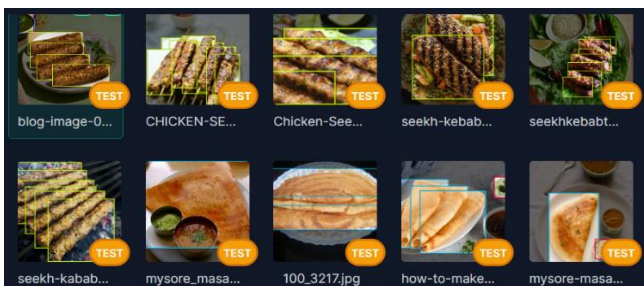 TEST TEST TEST TEST TEST
blog-image-0... CHICKEN-SE... Chicken-See... seekh-kebab... seekhkebabt...
TEST TEST TEST TEST TEST
seekh-kabab... mysore_masa... 100_3217.jpg how-to-make... mysore-masa...